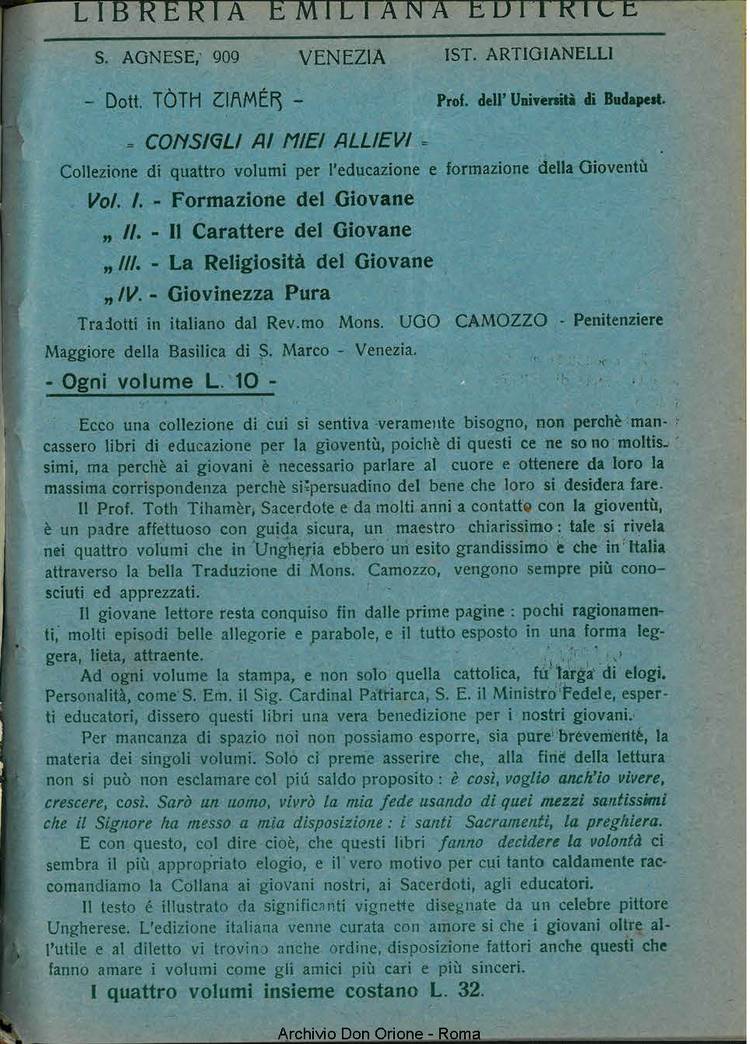 LIBRERIA EMILIANA EDITRICE
S. AGNESE, 909 VENEZIA IST. ARTIGIANELLI
- Dott. TÒTH ZIAMÉR - Prof. dell' Università di Budapest.
= CONSIGLI AI MIEI ALLIEVI =
Collezione di quattro volumi per l'educazione e formazione della Gioventù
Vol. I. - Formazione del Giovane
„ II. - Il Carattere del Giovane
„ III. - La Religiosità del Giovane
„ IV. - Giovinezza Pura
Tradotti in italiano dal Rev.mo Mons. UGO CAMOZZO - Penitenziere
Maggiore della Basilica di S. Marco - Venezia.
- Ogni volume L. 10 -
Ecco una collezione di cui si sentiva veramente bisogno, non perchè man-
cassero libri di educazione per la gioventù, poichè di questi ce ne so no moltis-
simi, ma perchè ai giovani è necessario parlare al cuore e ottenere da loro la
massima corrispondenza perchè si persuadino del bene che loro si desidera fare.
Il Prof. Toth Tihamèr, Sacerdote e da molti anni a contatto con la gioventù,
è un padre affettuoso con guida sicura, un maestro chiarissimo : tale si rivela
nei quattro volumi che in Ungheria ebbero un esito grandissimo e che in Italia
attraverso la bella Traduzione di Mons. Camozzo, vengono sempre più cono-
sciuti ed apprezzati.
Il giovane lettore resta conquiso fin dalle prime pagine : pochi ragionamen-
ti, molti episodi belle allegorie e parabole, e il tutto esposto in una forma leg-
gera, lieta, attraente.
Ad ogni volume la stampa, e non solo quella cattolica, fù larga di elogi.
Personalità, come S. Em. il Sig. Cardinal Patriarca, S. E. il Ministro Fedele, esper-
ti educatori, dissero questi libri una vera benedizione per i nostri giovani.
Per mancanza di spazio noi non possiamo esporre, sia pure brevemente, la
materia dei singoli volumi. Solo ci preme asserire che, alla fine della lettura
non si può non esclamare col piú saldo proposito : è così, voglio anch'io vivere,
crescere, così. Sarò un uomo, vivrò la mia fede usando di quei mezzi santissimi
che il Signore ha messo a mia disposizione : i santi Sacramenti, la preghiera.
E con questo, col dire cioè, che questi libri fanno decidere la volontà ci
sembra il più appropriato elogio, e il vero motivo per cui tanto caldamente rac-
comandiamo la Collana ai giovani nostri, ai Sacerdoti, agli educatori.
Il testo é illustrato da significanti vignette disegnate da un celebre pittore
Ungherese. L'edizione italiana venne curata con amore si che i giovani oltre al-
l'utile e al diletto vi trovino anche ordine, disposizione fattori anche questi che
fanno amare i volumi come gli amici più cari e più sinceri.
I quattro volumi insieme costano L. 32.
Archivio Don Orione - Roma